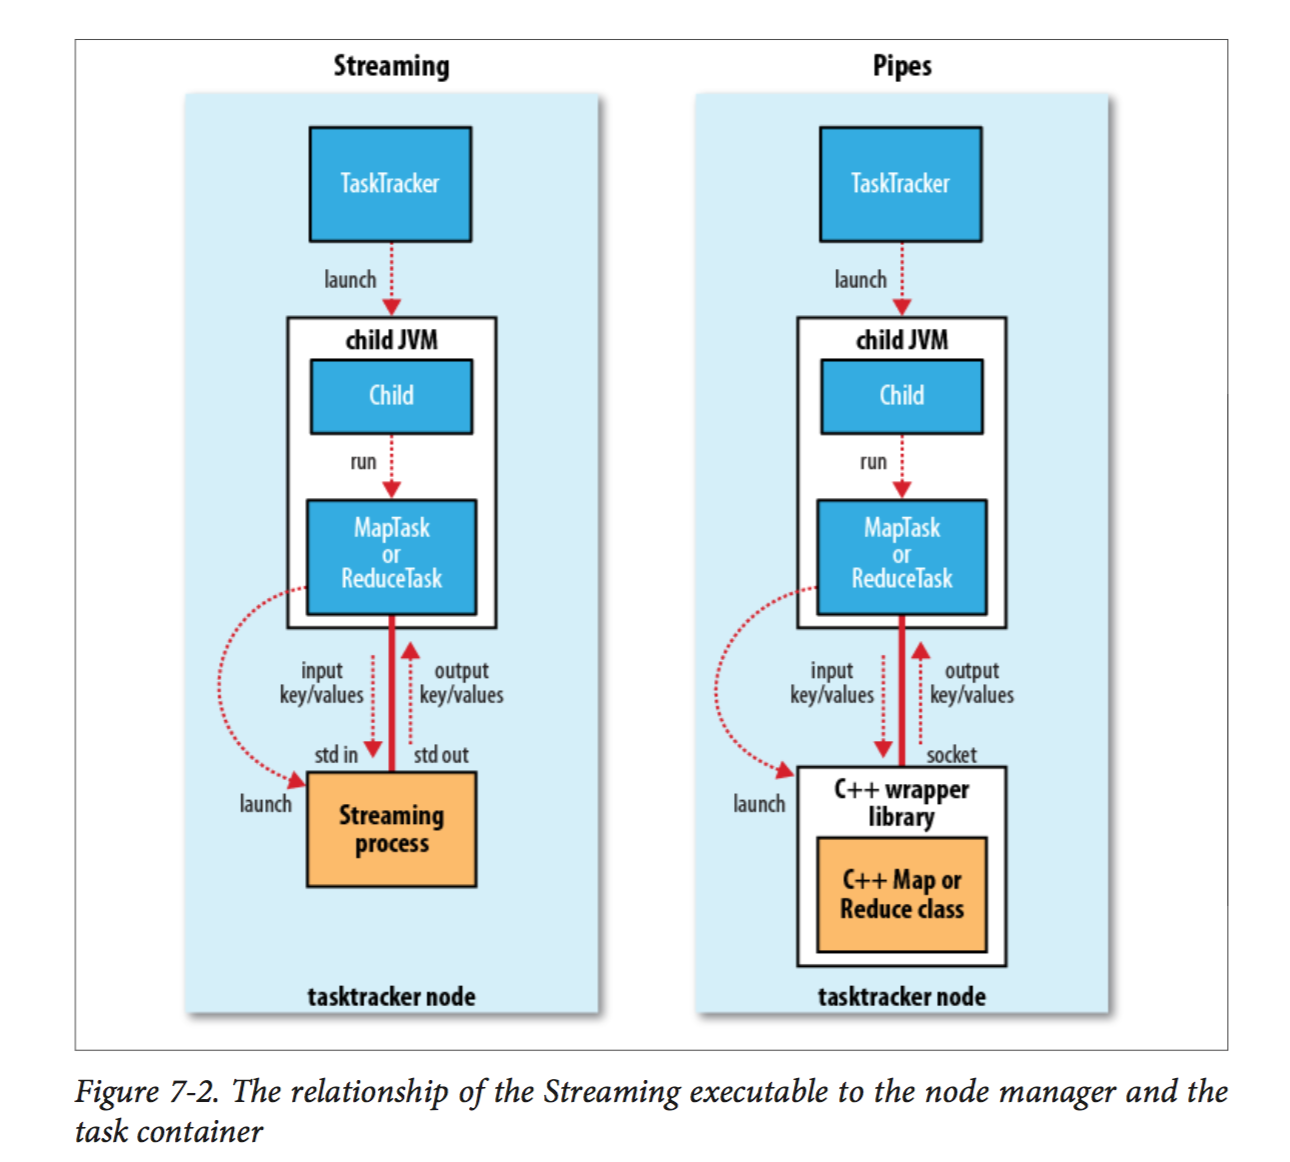 Streaming
TaskTracker
launch
child JVM
Child
run
MapTask
or
ReduceTask
input
key/values
output
key/values
std in
std out
launch
Streaming
process
tasktracker node
Pipes
TaskTracker
launch
child JVM
Child
run
MapTask
or
ReduceTask
input
key/values
output
key/values
socket
launch
C++ wrapper
library
C++ Map or
Reduce class
tasktracker node
Figure 7-2. The relationship of the Streaming executable to the node manager and the
task container